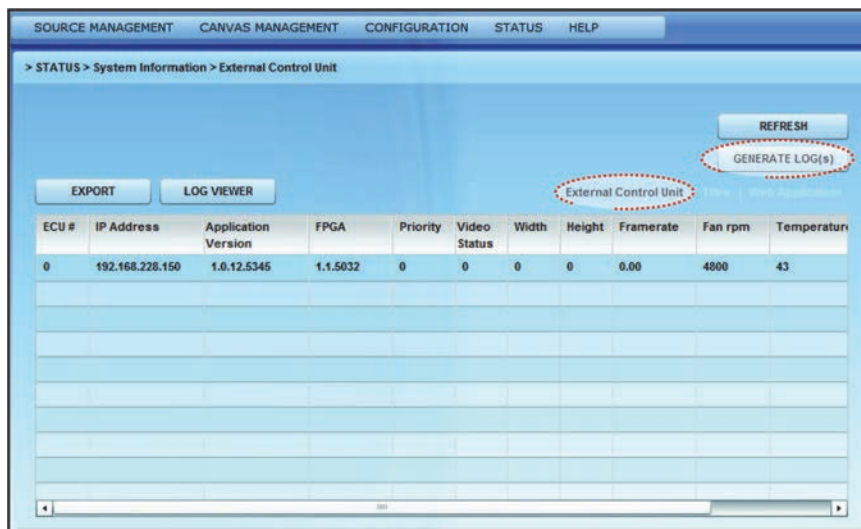 SOURCE MANAGEMENT CANVAS MANAGEMENT CONFIGURATION STATUS HELP
> STATUS > System Information > External Control Unit
REFRESH
GENERATE LOG(s)
EXPORT LOG VIEWER External Control Unit | Tiles | Web Application
ECU # IP Address Application Version FPGA Priority Video Status Width Height Framerate Fan rpm Temperature
0 192.168.228.150 1.0.12.5345 1.1.5032 0 0 0 0 0.00 4800 43